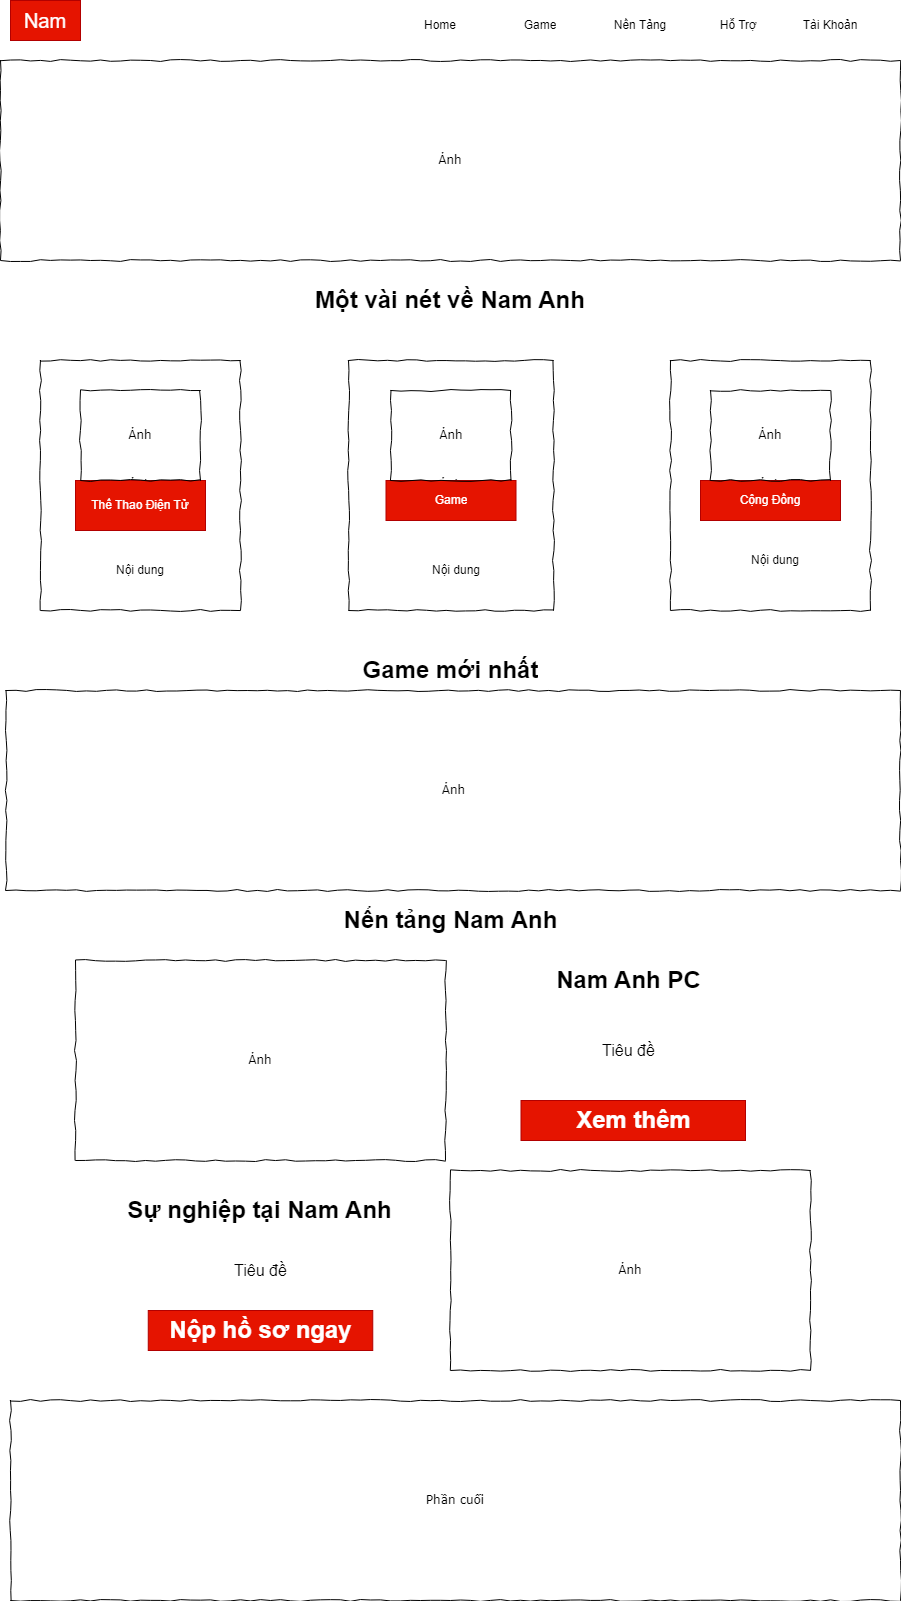 Nam
Home
Game
Nền Tảng
Hỗ Trợ
Tài Khoản
Ảnh
Một vài nét về Nam Anh
Ảnh
Ảnh
Ảnh
Thể Thao Điện Tử
Game
Cộng Đồng
Nội dung
Nội dung
Nội dung
Game mới nhất
Ảnh
Nến tảng Nam Anh
Ảnh
Nam Anh PC
Tiêu đề
Xem thêm
Sự nghiệp tại Nam Anh
Tiêu đề
Nộp hồ sơ ngay
Ảnh
Phần cuối